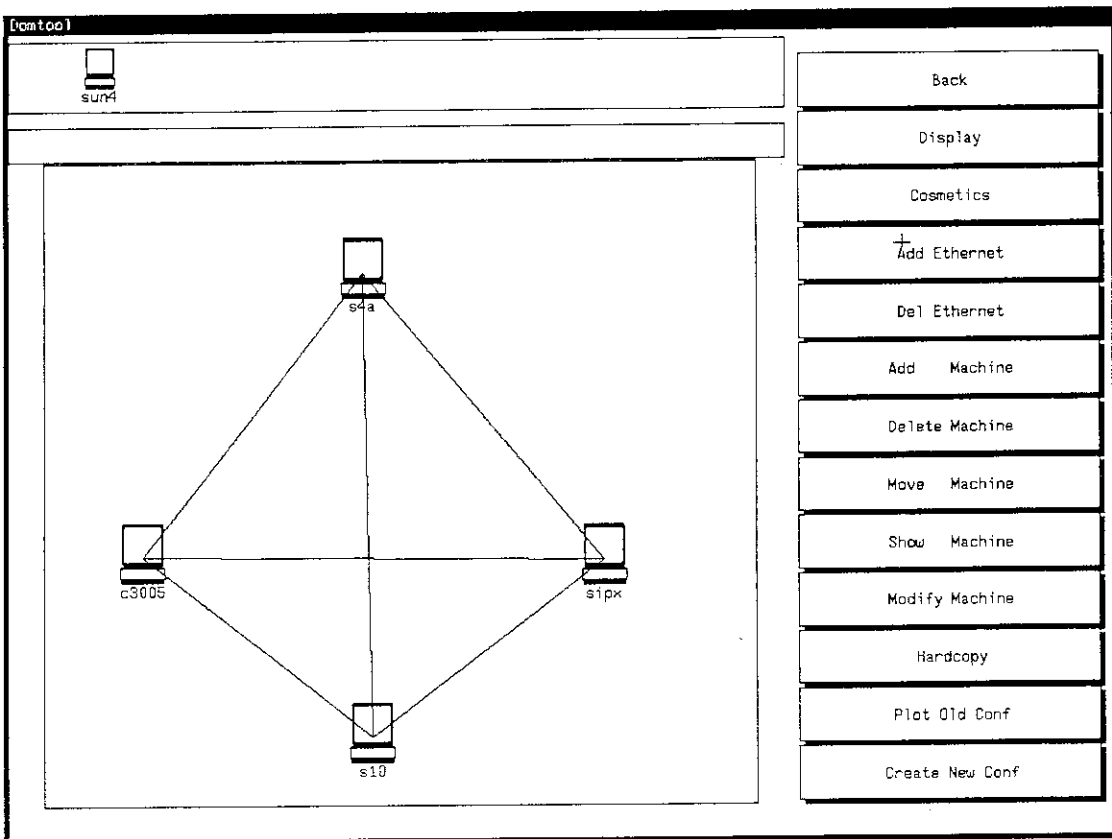 Domtool
sun4
Back
Display
Cosmetics
Add Ethernet
Del Ethernet
Add Machine
Delete Machine
Move Machine
Show Machine
Modify Machine
Hardcopy
Plot Old Conf
Create New Conf
s4a
c3005
sipx
s10